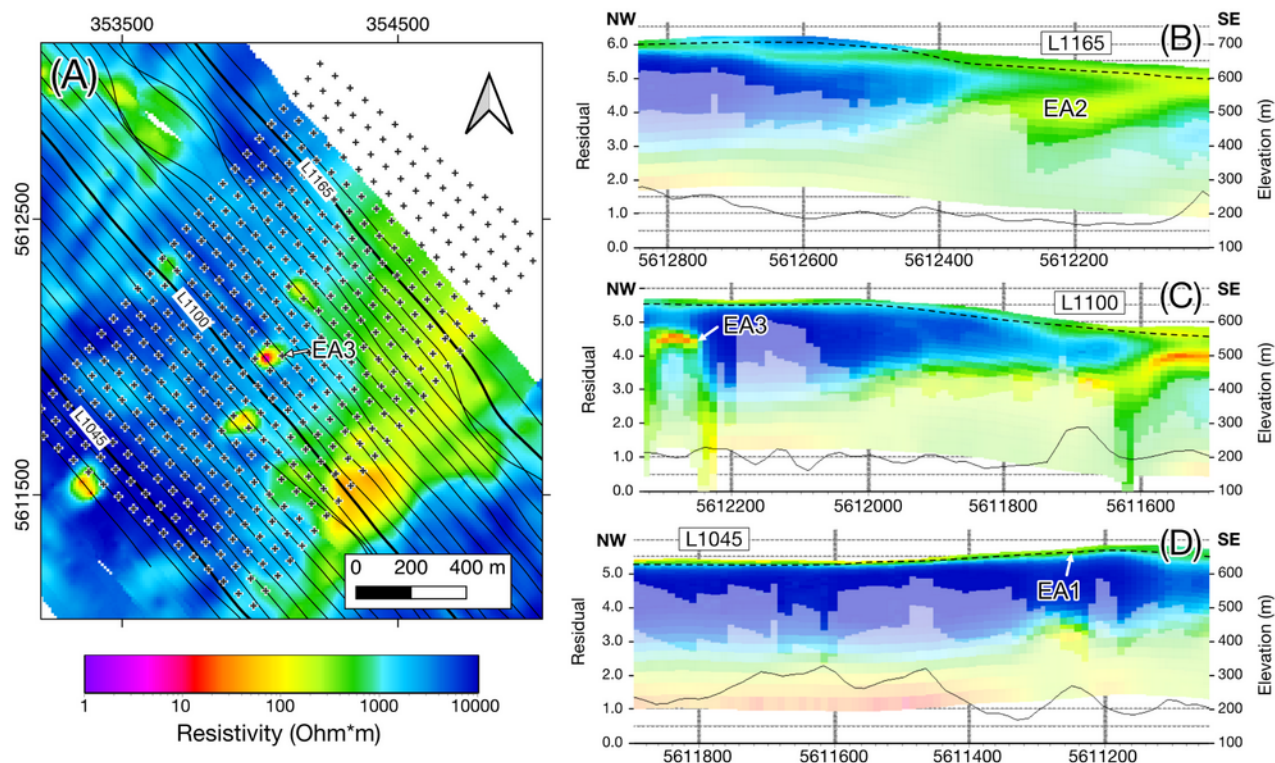 353500 354500
(A)
L1165
L1100
EA3
L1045
5612500
5611500
0 200 400 m
1 10 100 1000 10000
Resistivity (Ohm*m)
NW SE
(B)
L1165
EA2
6.0 5.0 4.0 3.0 2.0 1.0 0.0
Residual
700 600 500 400 300 200 100
Elevation (m)
5612800 5612600 5612400 5612200
NW SE
(C)
L1100
EA3
5.0 4.0 3.0 2.0 1.0 0.0
Residual
600 500 400 300 200 100
Elevation (m)
5612200 5612000 5611800 5611600
NW SE
(D)
L1045
EA1
5.0 4.0 3.0 2.0 1.0 0.0
Residual
600 500 400 300 200 100
Elevation (m)
5611800 5611600 5611400 5611200